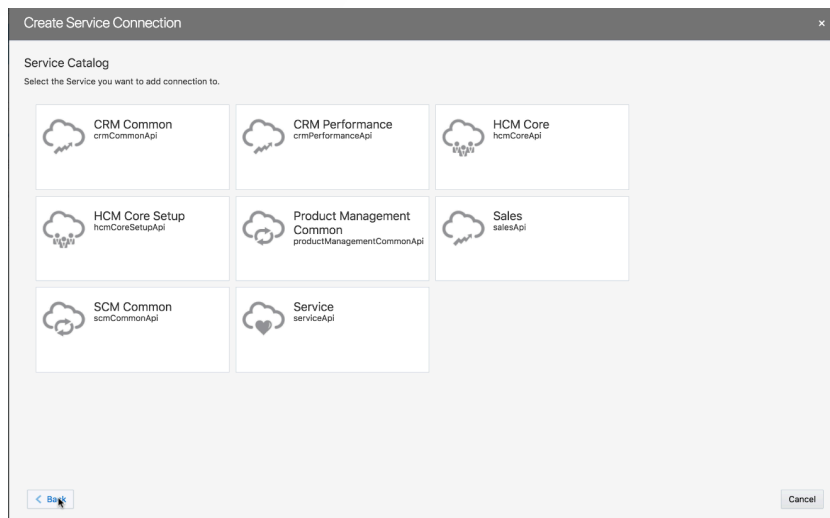 Create Service Connection
×
Service Catalog
Select the Service you want to add connection to.
CRM Common
crmCommonApi
CRM Performance
crmPerformanceApi
HCM Core
hcmCoreApi
HCM Core Setup
hcmCoreSetupApi
Product Management
Common
productManagementCommonApi
Sales
salesApi
SCM Common
scmCommonApi
Service
serviceApi
Back
Cancel